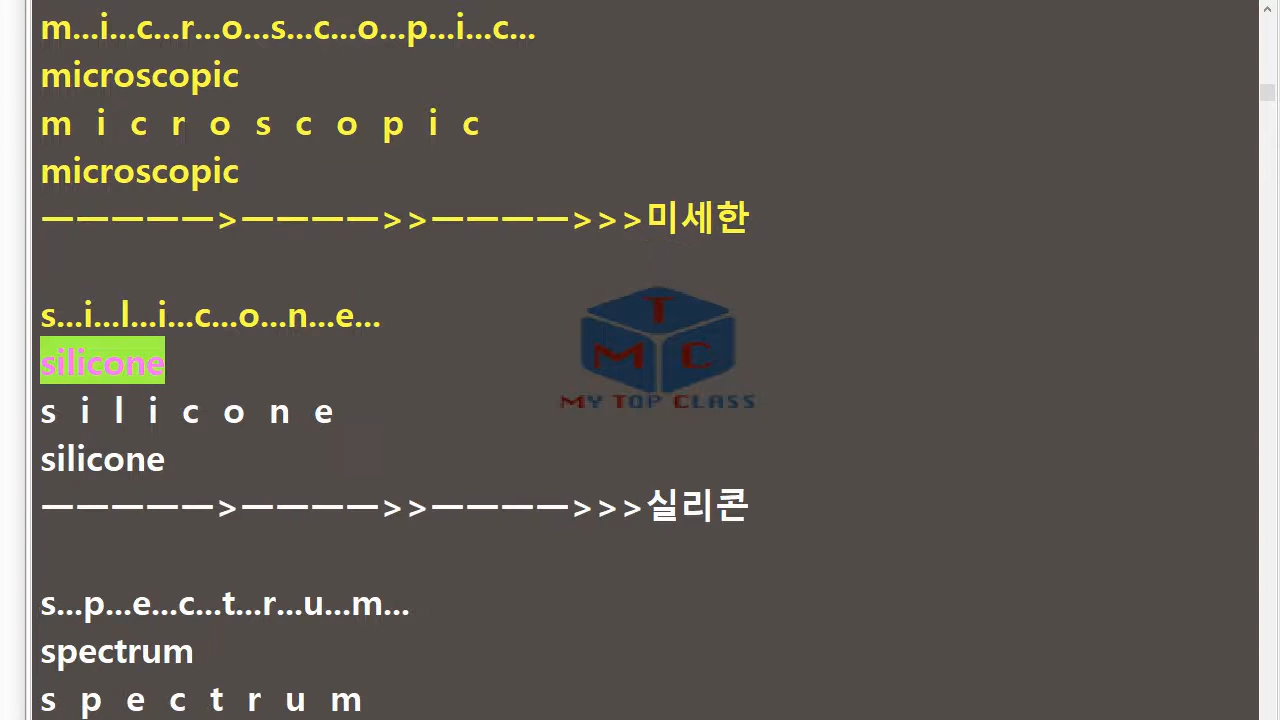 m...i...c...r...o...s...c...o...p...i...c...
microscopic
m i c r o s c o p i c
microscopic
—————>————>>————>>>미세한
s...i...l...i...c...o...n...e...
silicone
s i l i c o n e
silicone
—————>————>>————>>>실리콘
s...p...e...c...t...r...u...m...
spectrum
s p e c t r u m
T
M C
MY TOP CLASS